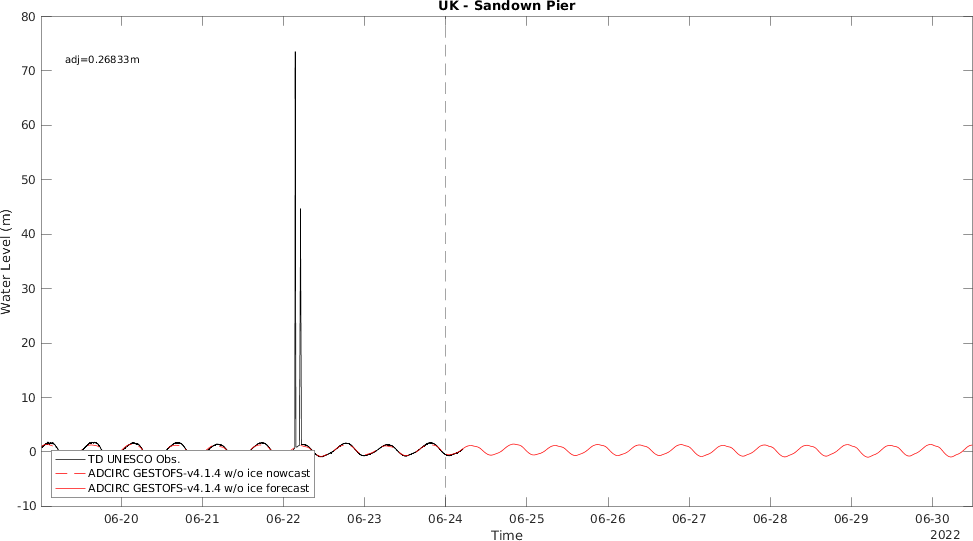 UK - Sandown Pier
80
70
60
50
40
30
20
10
0
-10
Water Level (m)
adj=0.26833m
TD UNESCO Obs.
ADCIRC GESTOFS-v4.1.4 w/o ice nowcast
ADCIRC GESTOFS-v4.1.4 w/o ice forecast
06-20 06-21 06-22 06-23 06-24 06-25 06-26 06-27 06-28 06-29 06-30
Time
2022